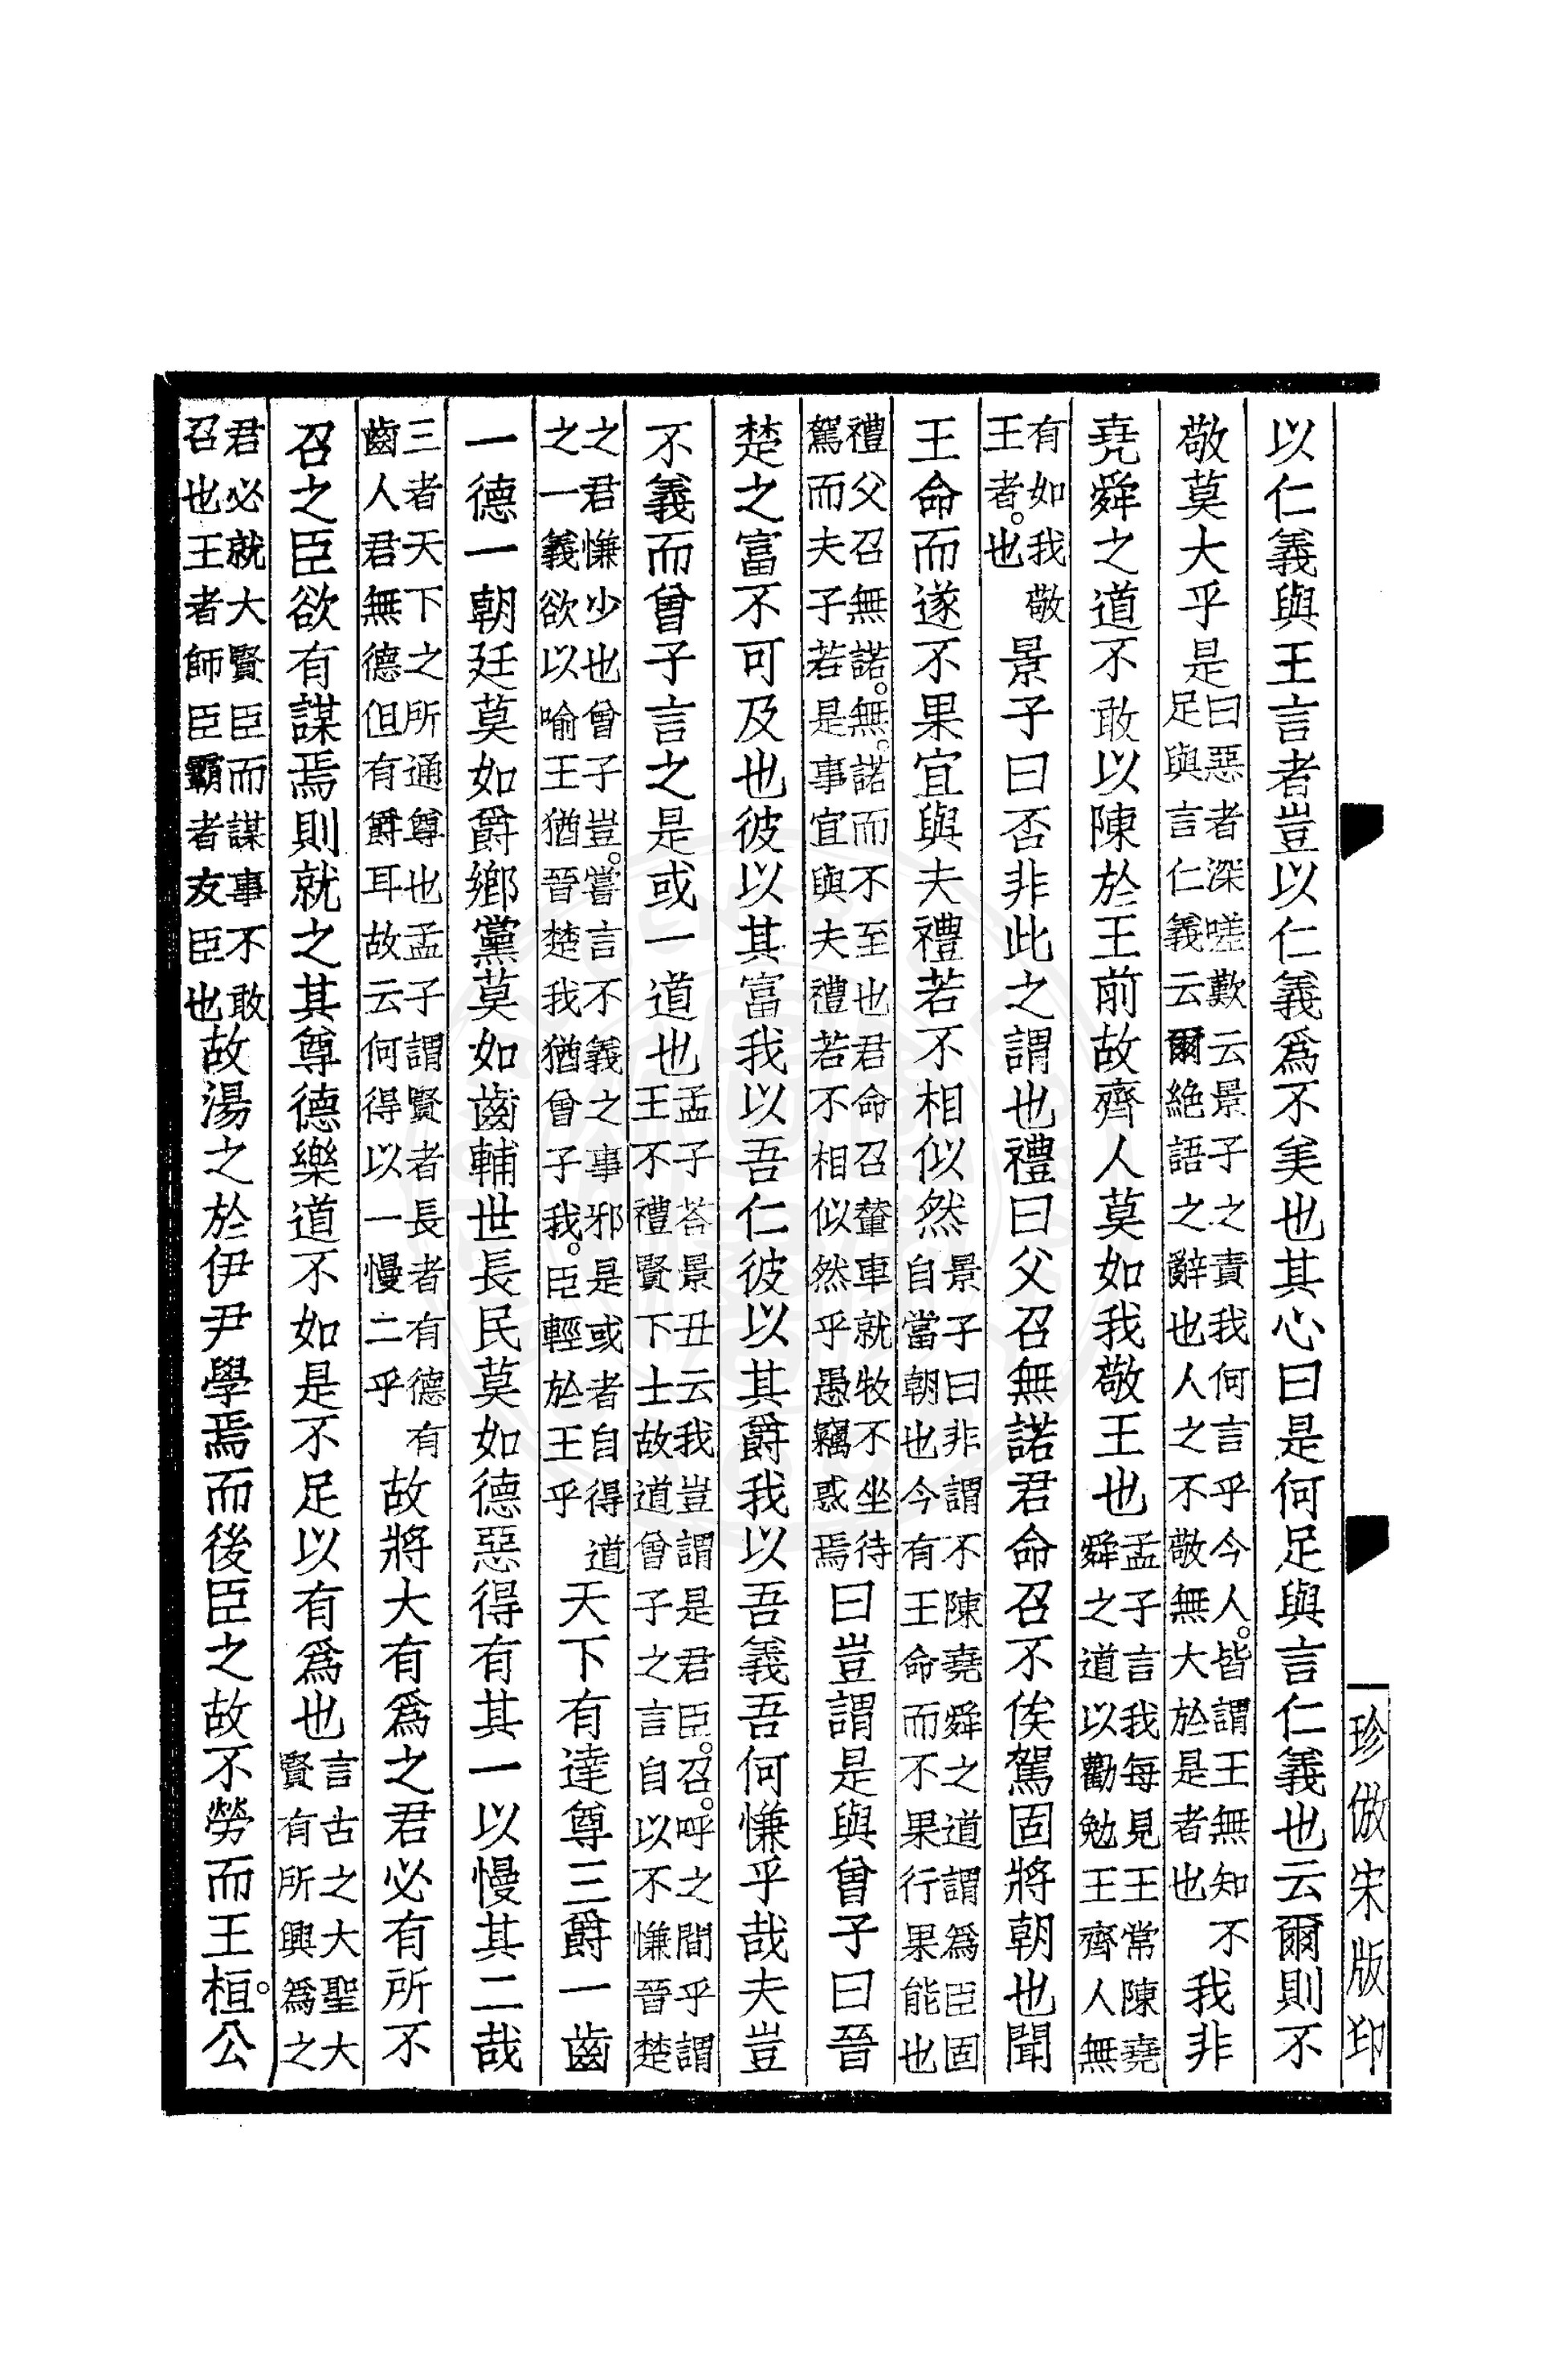 珍倣宋版印
以仁義與王言者豈以仁義爲不美也其心曰是何足與言仁義也云爾則不
敬莫大乎是曰惡者深嗟歎云景子之責我何言乎今人。皆謂王無知不足與言仁義云爾絶語之辭也人之不敬無大於是者也我非
堯舜之道不敢以陳於王前故齊人莫如我敬王也孟子言我每見王常陳堯舜之道以勸勉王齊人無
有如我敬王者。也景子曰否非此之謂也禮曰父召無諾君命召不俟駕固將朝也聞
王命而遂不果宜與夫禮若不相似然景子曰非謂不陳堯舜之道謂爲臣固自當朝也今有王命而不果行果能也
禮父召無諾。無。諾而不至也君命召輦車就牧不坐待駕而夫子若是事宜與夫禮若不相似然乎愚竊惑焉曰豈謂是與曾子曰晉
楚之富不可及也彼以其富我以吾仁彼以其爵我以吾義吾何慊乎哉夫豈
不義而曾子言之是或一道也孟子荅景丑云我豈謂是君臣。召。呼之間乎謂王不禮賢下士故道曾子之言自以不慊晉楚
之君慊少也曾子豈。嘗言不義之事邪是或者自得道之一義欲以喻王猶晉楚我猶曾子我。臣輕於王乎天下有達尊三爵一齒
一德一朝廷莫如爵鄉黨莫如齒輔世長民莫如德惡得有其一以慢其二哉
三者天下之所通尊也孟子謂賢者長者有德有齒人君無德但有爵耳故云何得以一慢二乎故將大有爲之君必有所不
召之臣欲有謀焉則就之其尊德樂道不如是不足以有爲也言古之大聖大賢有所興爲之
君必就大賢臣而謀事不敢召也王者師臣霸者友臣也故湯之於伊尹學焉而後臣之故不勞而王桓。公